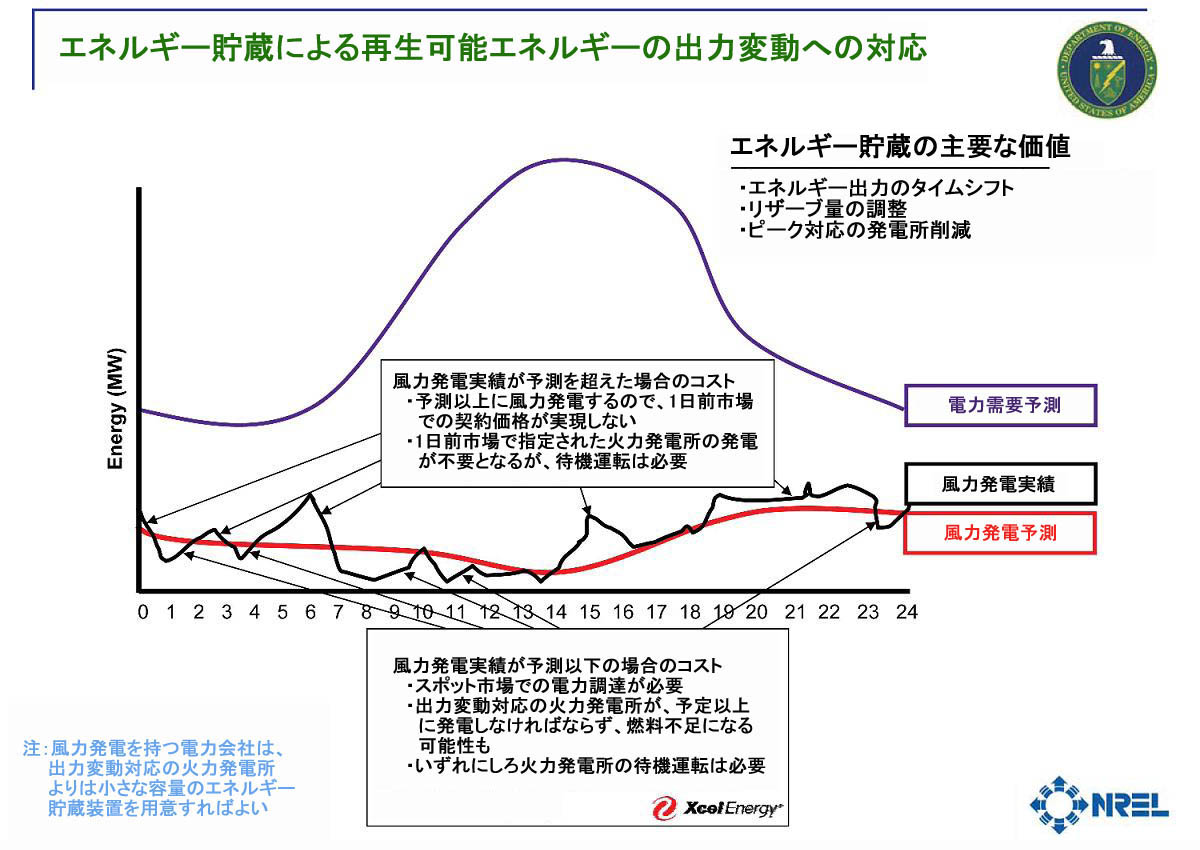 エネルギー貯蔵による再生可能エネルギーの出力変動への対応
DEPARTMENT OF ENERGY
UNITED STATES OF AMERICA
エネルギー貯蔵の主要な価値
・エネルギー出力のタイムシフト
・リザーブ量の調整
・ピーク対応の発電所削減
Energy (MW)
風力発電実績が予測を超えた場合のコスト
・予測以上に風力発電するので、1日前市場
での契約価格が実現しない
・1日前市場で指定された火力発電所の発電
が不要となるが、待機運転は必要
電力需要予測
風力発電実績
風力発電予測
0 1 2 3 4 5 6 7 8 9 10 11 12 13 14 15 16 17 18 19 20 21 22 23 24
風力発電実績が予測以下の場合のコスト
・スポット市場での電力調達が必要
・出力変動対応の火力発電所が、予定以上
に発電しなければならず、燃料不足になる
可能性も
・いずれにしろ火力発電所の待機運転は必要
Xcel Energy®
注：風力発電を持つ電力会社は、
出力変動対応の火力発電所
よりは小さな容量のエネルギー
貯蔵装置を用意すればよい
NREL